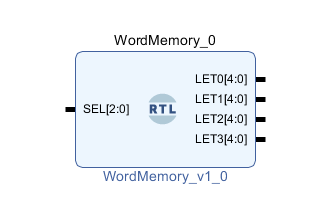 WordMemory_0
LET0[4:0]
LET1[4:0]
SEL[2:0]
RTL
LET2[4:0]
LET3[4:0]
WordMemory_v1_0